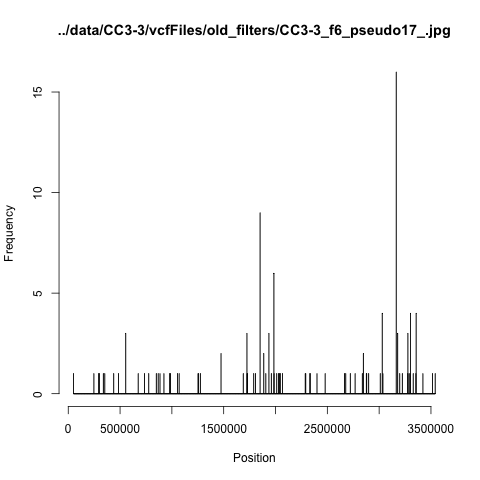 ../data/CC3-3/vcfFiles/old_filters/CC3-3_f6_pseudo17_.jpg
Frequency
15
10
5
0
0 500000 1500000 2500000 3500000
Position